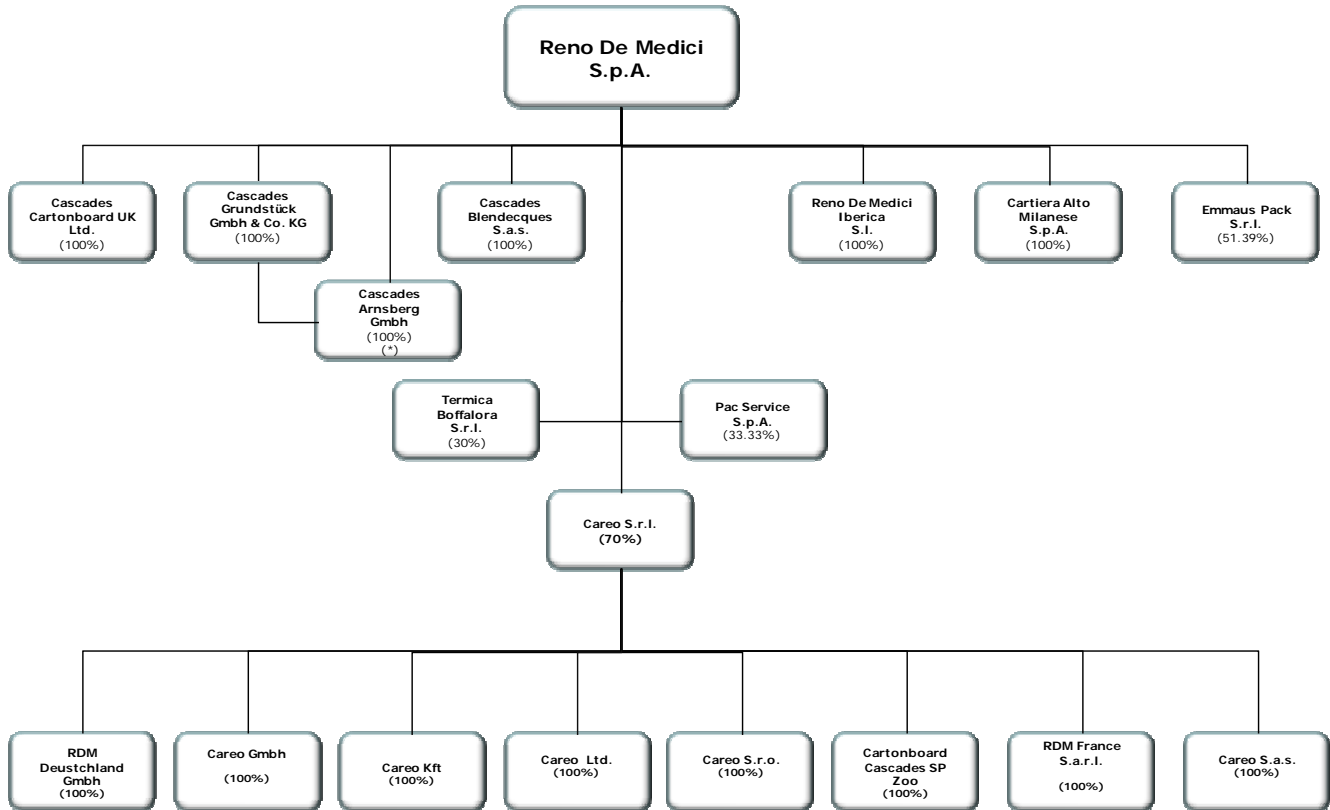 Reno De Medici
S.p.A.
Cascades
Cartonboard UK
Ltd.
(100%)
Cascades
Grundstück
Gmbh & Co. KG
(100%)
Cascades
Blendecques
S.a.s.
(100%)
Reno De Medici
Iberica
S.l.
(100%)
Cartiera Alto
Milanese
S.p.A.
(100%)
Emmaus Pack
S.r.l.
(51.39%)
Cascades
Arnsberg
Gmbh
(100%)
(*)
Termica
Boffalora
S.r.l.
(30%)
Pac Service
S.p.A.
(33.33%)
Careo S.r.l.
(70%)
RDM
Deustchland
Gmbh
(100%)
Careo Gmbh
(100%)
Careo Kft
(100%)
Careo Ltd.
(100%)
Careo S.r.o.
(100%)
Cartonboard
Cascades SP
Zoo
(100%)
RDM France
S.a.r.l.
(100%)
Careo S.a.s.
(100%)